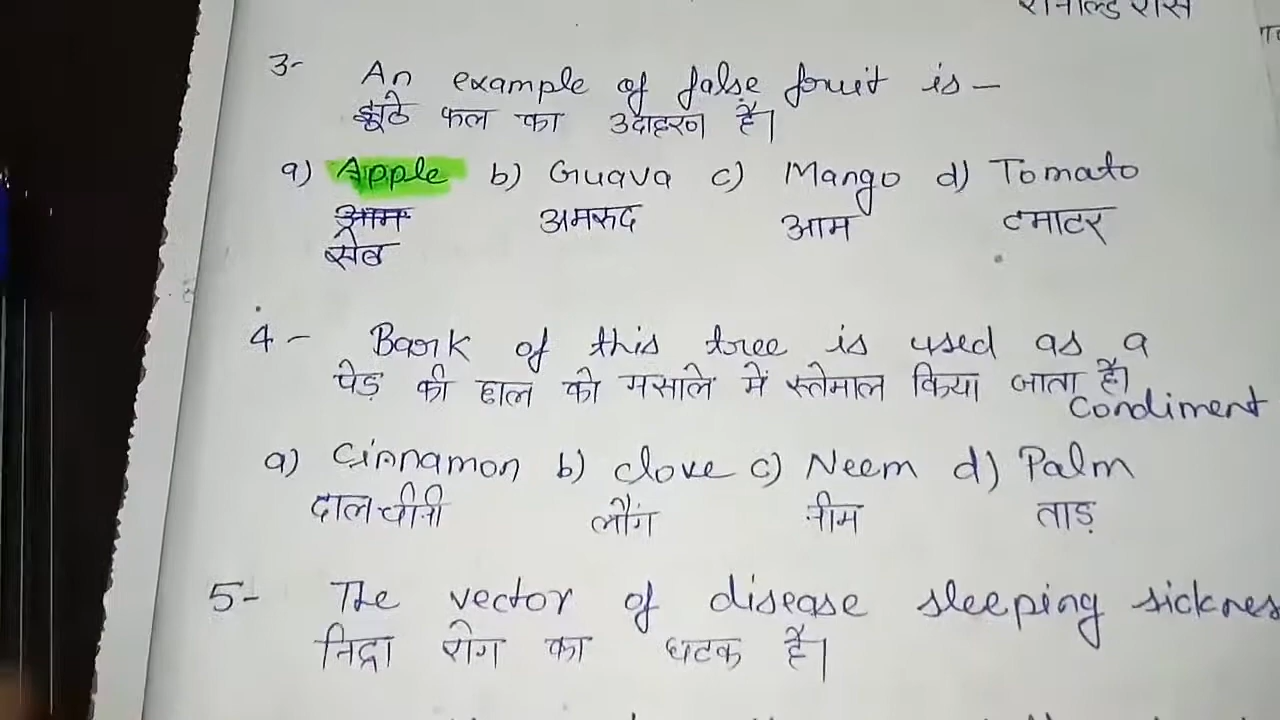 रोनाल्ड रास
3- An example of false fruit is -
झूठे फल का उदाहरन है।
a) Apple b) Guava c) Mango d) Tomato
आम अमरुद आम टमाटर
सेब
4- Bark of this tree is used as a
पेड़ की छाल को मसाले में स्तेमाल किया जाता है।
Condiment
a) Cinnamon b) clove c) Neem d) Palm
दालचीनी लौंग नीम ताड़
5- The vector of disease sleeping sicknes
निद्रा रोग का घटक है।